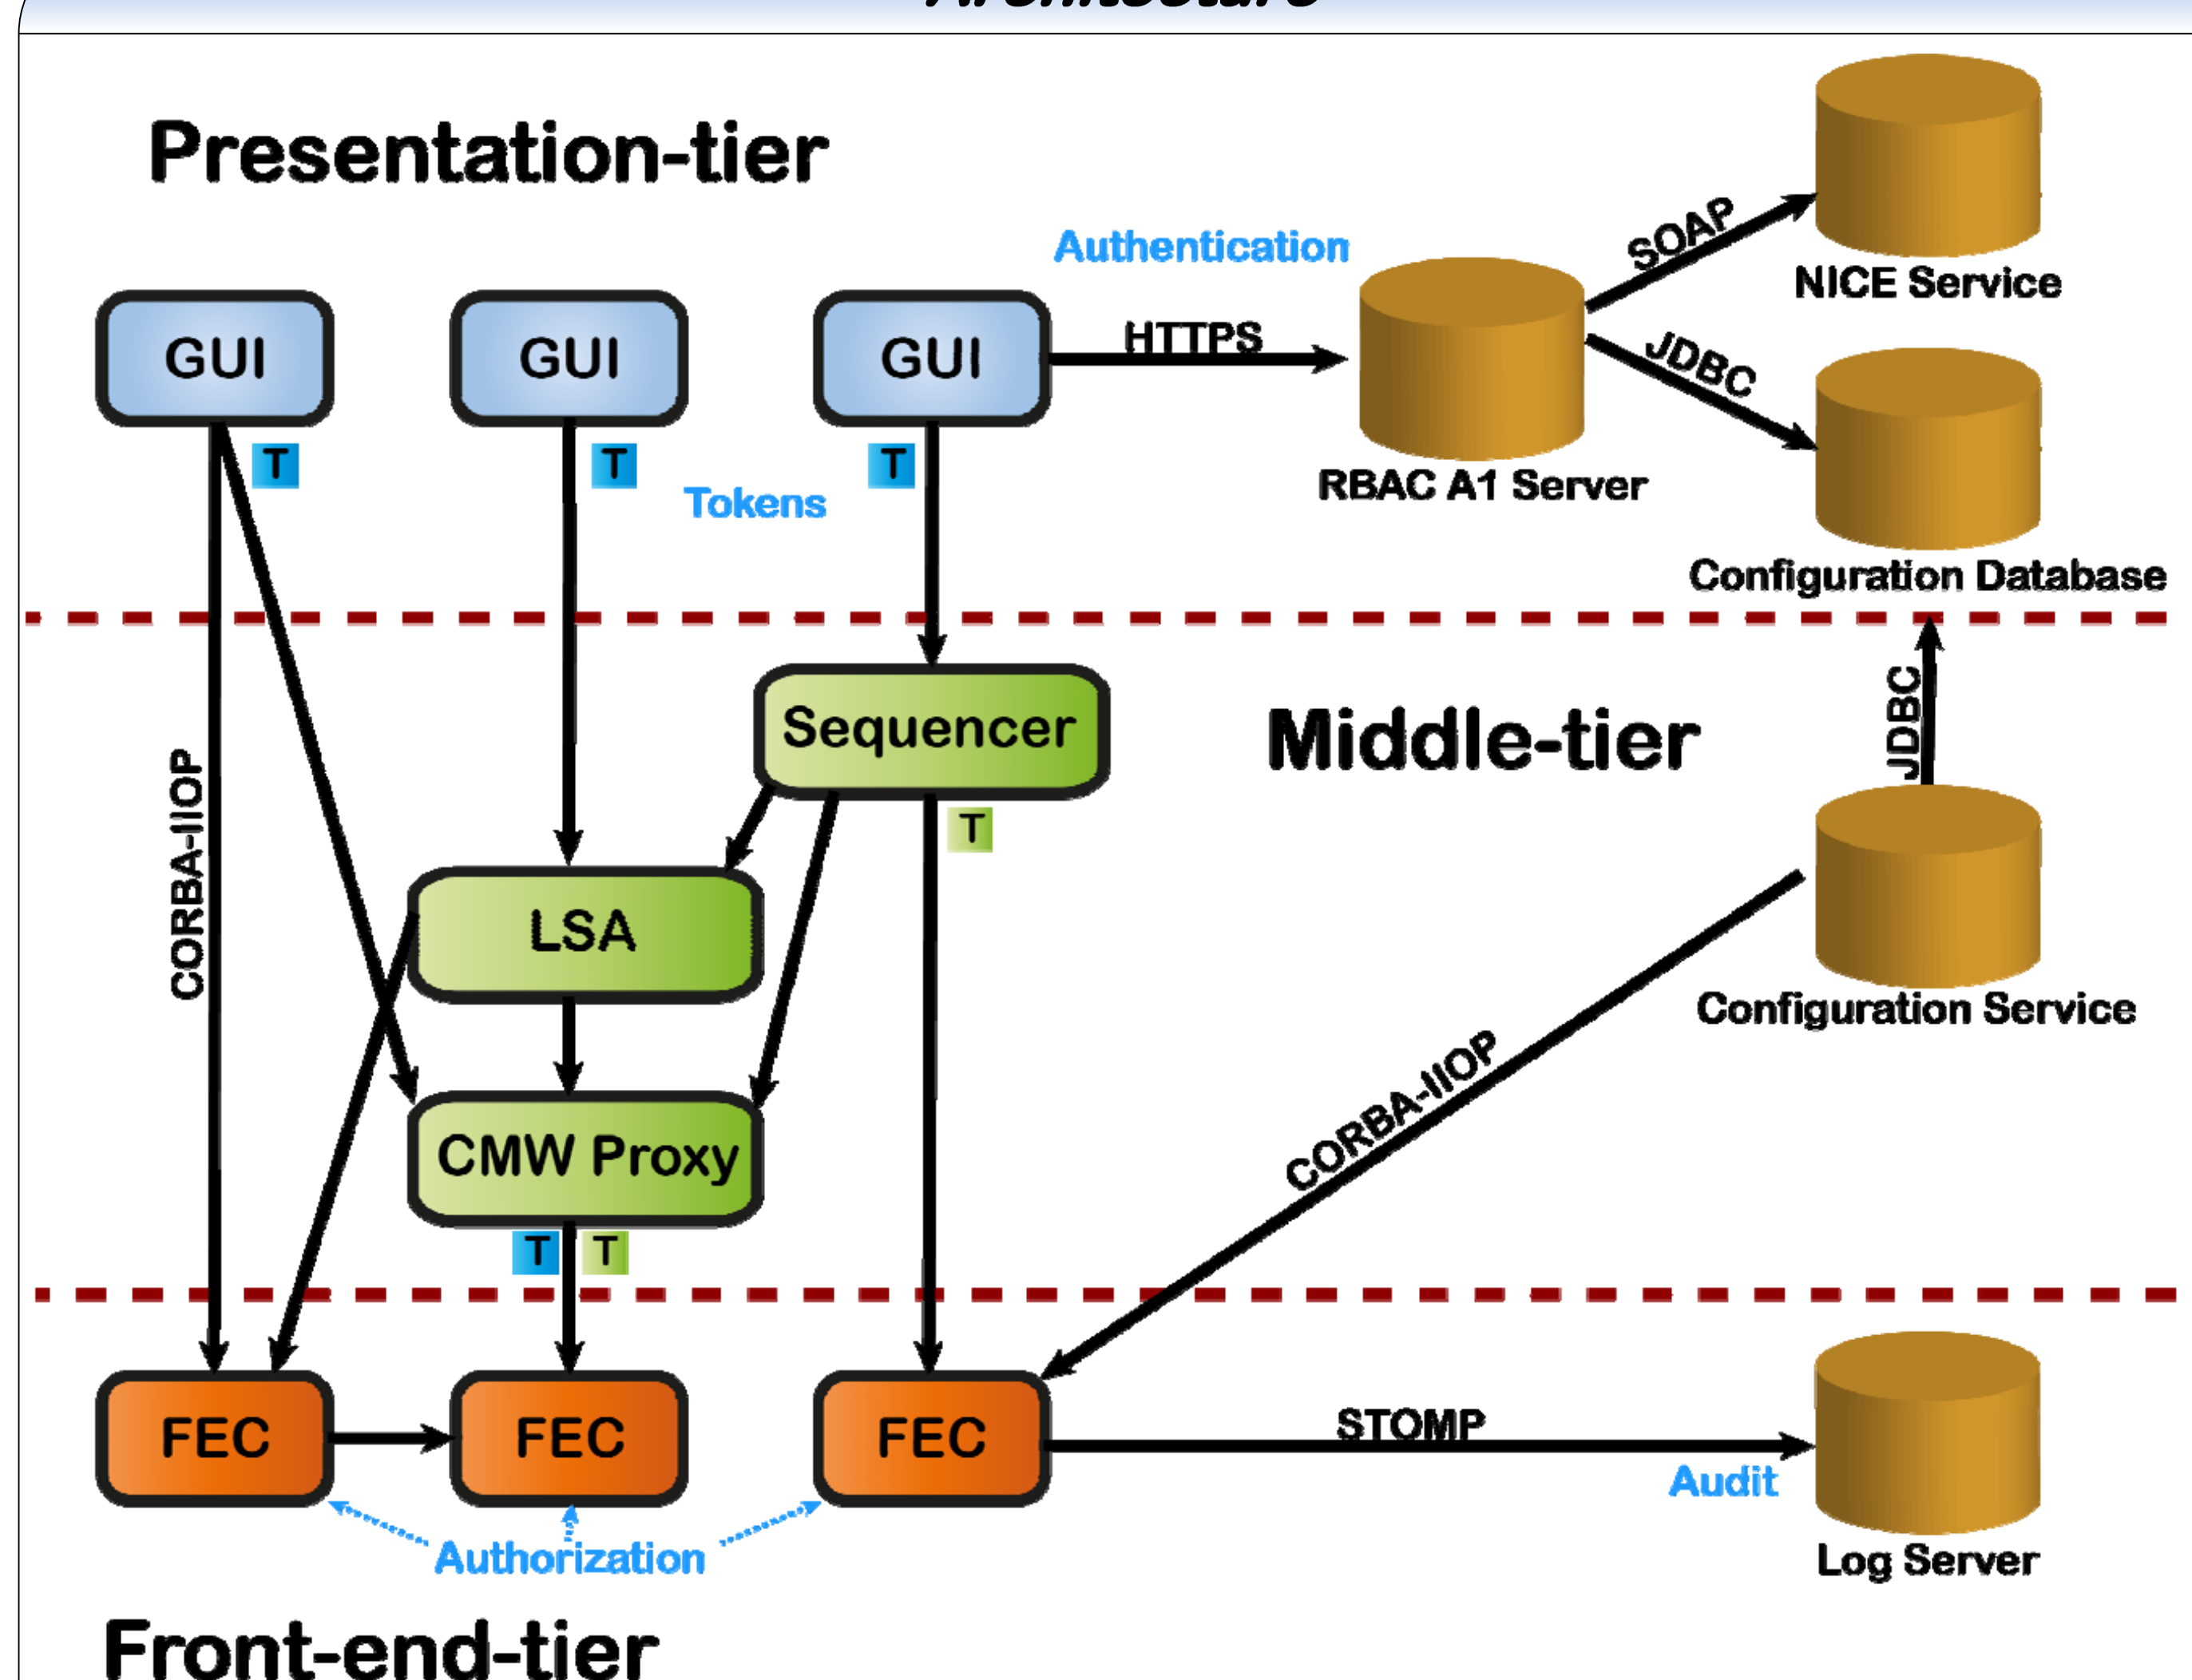 Architecture
Presentation-tier
SOAP
NICE Service
Authentication
GUI
GUI
GUI
HTTPS
JDBC
T
T
T
Tokens
RBAC A1 Server
Configuration Database
Sequencer
Middle-tier
JDBC
T
CORBA-IIOP
LSA
Configuration Service
CORBA-IIOP
CMW Proxy
T
T
FEC
FEC
FEC
STOMP
Audit
Authorization
Log Server
Front-end-tier